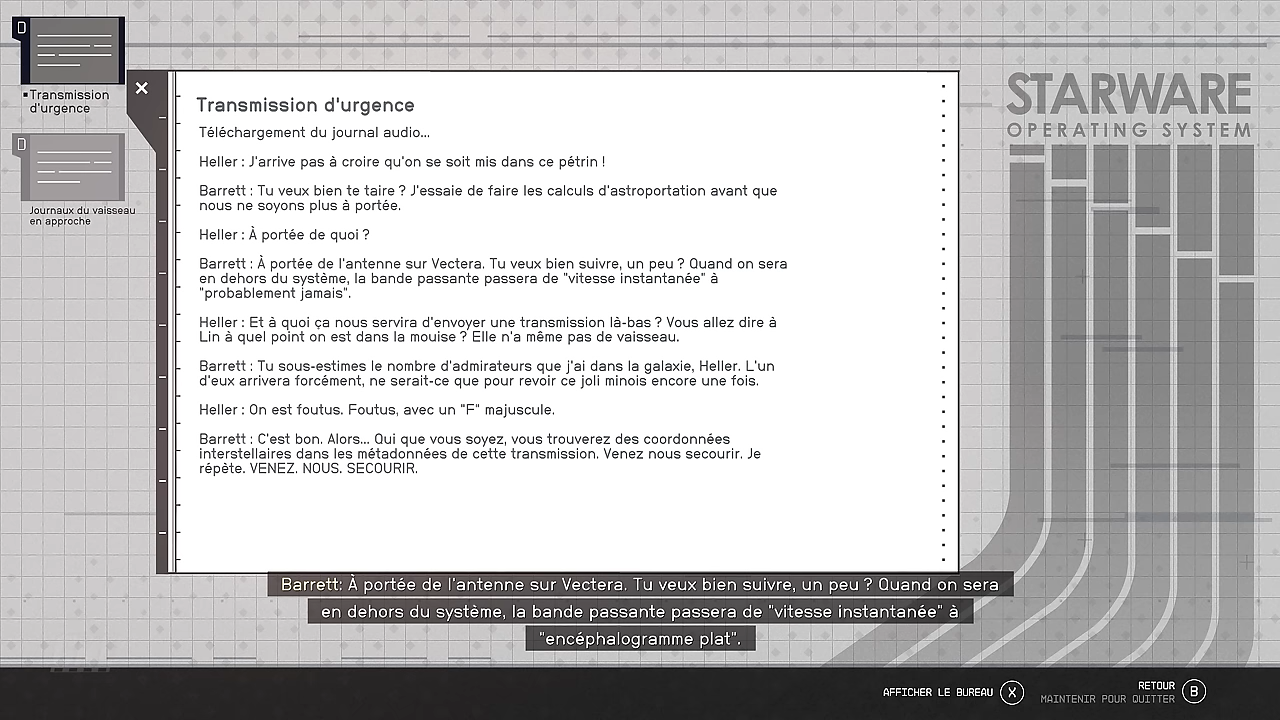 D
Transmission
d'urgence
D
Journaux du vaisseau
en approche
X
Transmission d'urgence
Téléchargement du journal audio...
Heller : J'arrive pas à croire qu'on se soit mis dans ce pétrin !
Barrett : Tu veux bien te taire ? J'essaie de faire les calculs d'astroportation avant que
nous ne soyons plus à portée.
Heller : À portée de quoi ?
Barrett : À portée de l'antenne sur Vectera. Tu veux bien suivre, un peu ? Quand on sera
en dehors du système, la bande passante passera de "vitesse instantanée" à
"probablement jamais".
Heller : Et à quoi ça nous servira d'envoyer une transmission là-bas ? Vous allez dire à
Lin à quel point on est dans la mouise ? Elle n'a même pas de vaisseau.
Barrett : Tu sous-estimes le nombre d'admirateurs que j'ai dans la galaxie, Heller. L'un
d'eux arrivera forcément, ne serait-ce que pour revoir ce joli minois encore une fois.
Heller : On est foutus. Foutus, avec un "F" majuscule.
Barrett : C'est bon. Alors... Qui que vous soyez, vous trouverez des coordonnées
interstellaires dans les métadonnées de cette transmission. Venez nous secourir. Je
répète. VENEZ. NOUS. SECOURIR.
STARWARE
OPERATING SYSTEM
Barrett: À portée de l'antenne sur Vectera. Tu veux bien suivre, un peu ? Quand on sera
en dehors du système, la bande passante passera de "vitesse instantanée" à
"encéphalogramme plat".
AFFICHER LE BUREAU X
RETOUR
MAINTENIR POUR QUITTER B